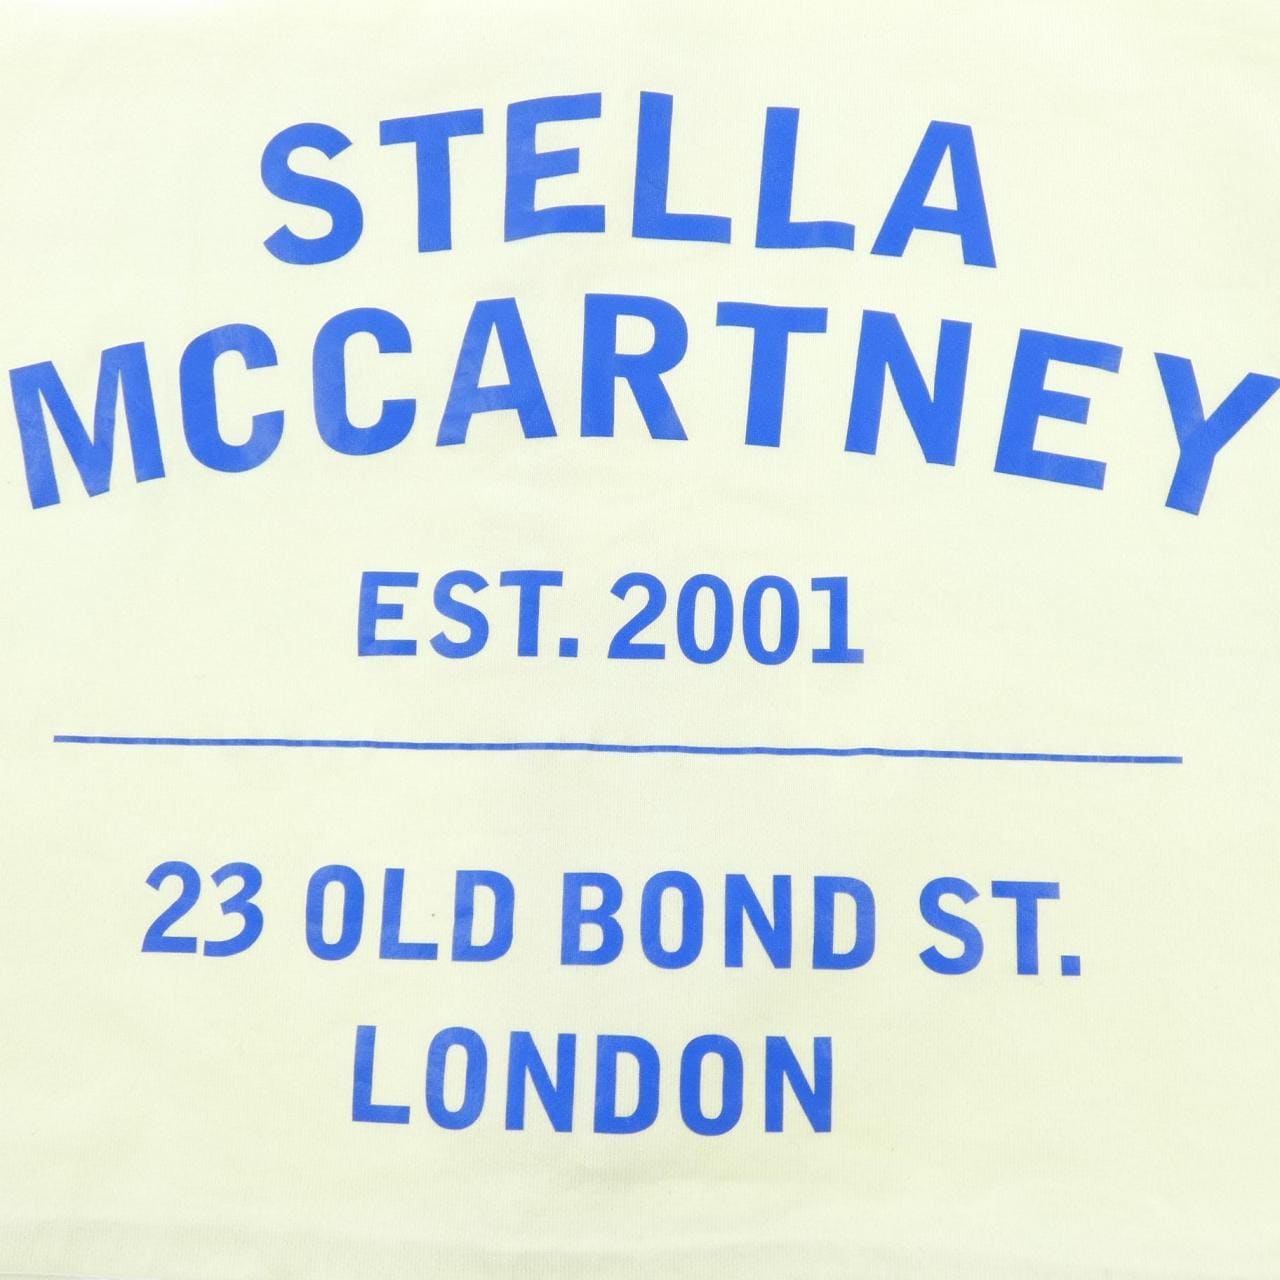 STELLA
MCCARTNEY
EST. 2001
23 OLD BOND ST.
LONDON